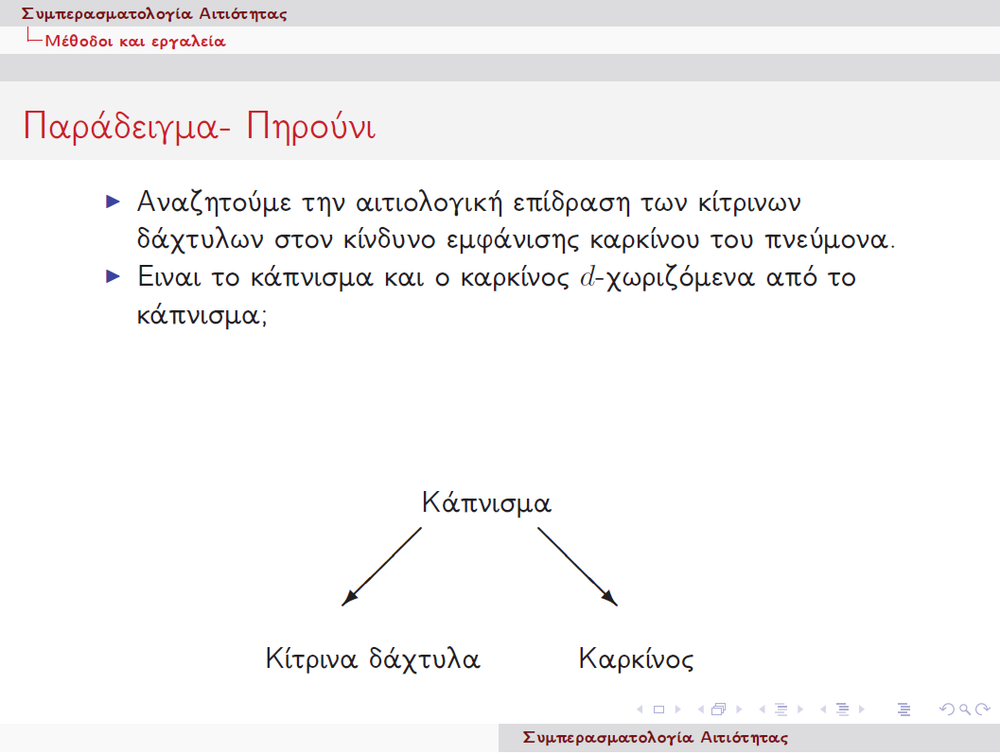 Συμπερασματολογία Αιτιότητας
Μέθοδοι και εργαλεία
Παράδειγμα- Πηρούνι
Αναζητούμε την αιτιολογική επίδραση των κίτρινων
δάχτυλων στον κίνδυνο εμφάνισης καρκίνου του πνεύμονα.
Ειναι το κάπνισμα και ο καρκίνος d-χωριζόμενα από το
κάπνισμα;
Κάπνισμα
Κίτρινα δάχτυλα Καρκίνος
Συμπερασματολογία Αιτιότητας